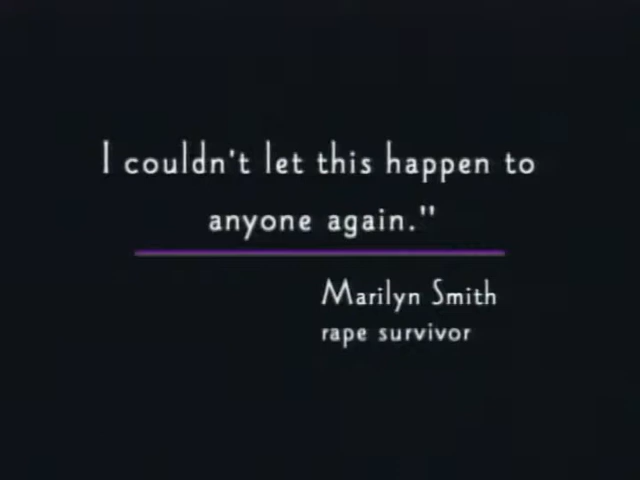 I couldn't let this happen to
anyone again."
Marilyn Smith
rape survivor